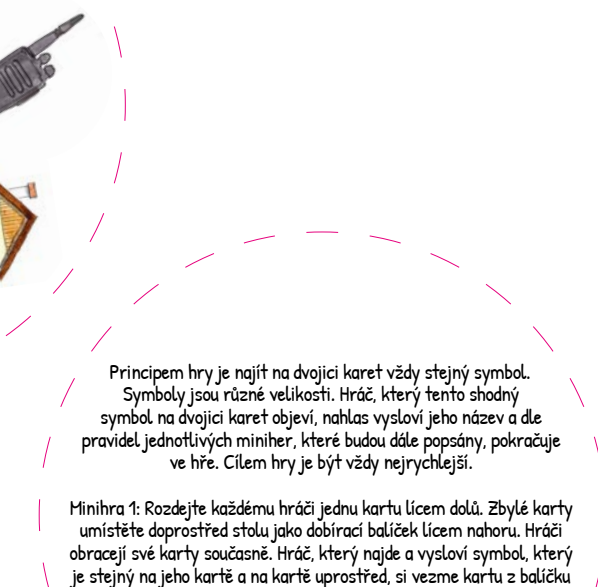 Principem hry je najít na dvojici karet vždy stejný symbol.
Symboly jsou různé velikosti. Hráč, který tento shodný
symbol na dvojici karet objeví, nahlas vysloví jeho název a dle
pravidel jednotlivých miniher, které budou dále popsány, pokračuje
ve hře. Cílem hry je být vždy nejrychlejší.
Minihra 1: Rozdejte každému hráči jednu kartu lícem dolů. Zbylé karty
umístěte doprostřed stolu jako dobírací balíček lícem nahoru. Hráči
obracejí své karty současně. Hráč, který najde a vysloví symbol, který
je stejný na jeho kartě a na kartě uprostřed, si vezme kartu z balíčku